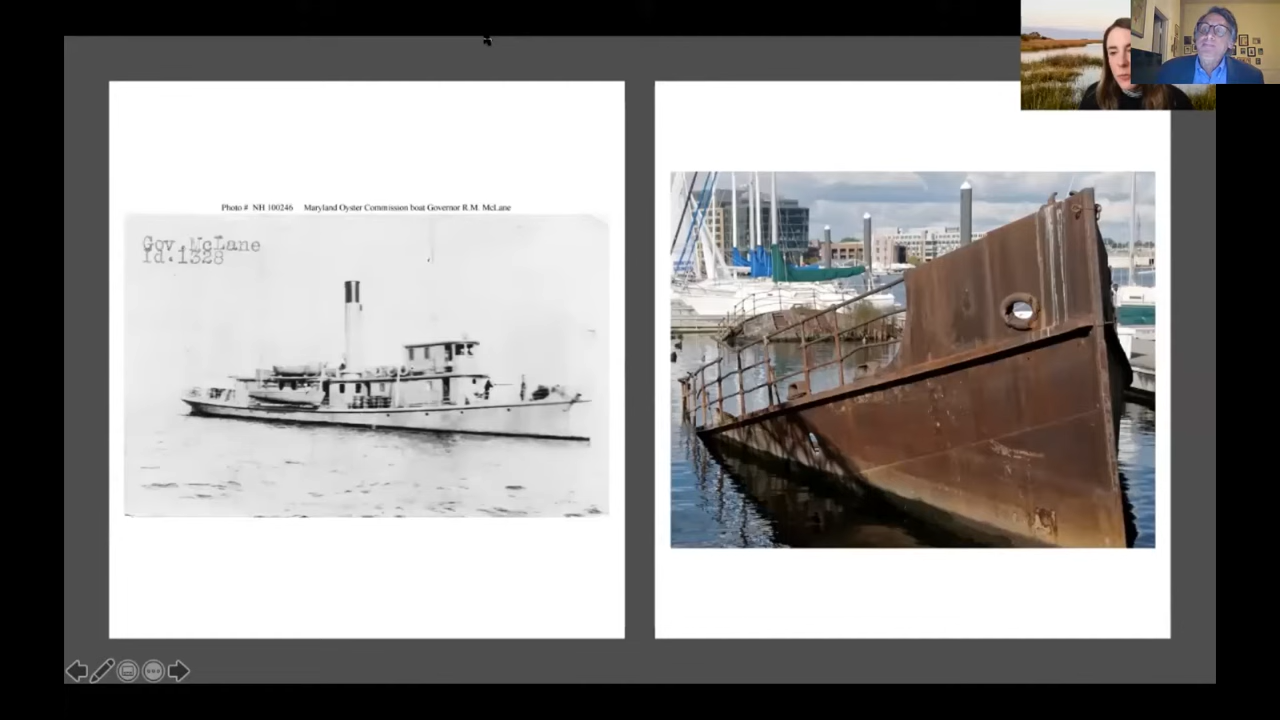 Photo # NH 100246 Maryland Oyster Commission boat Governor R.M. McLane
Gov. McLane
Id.1328